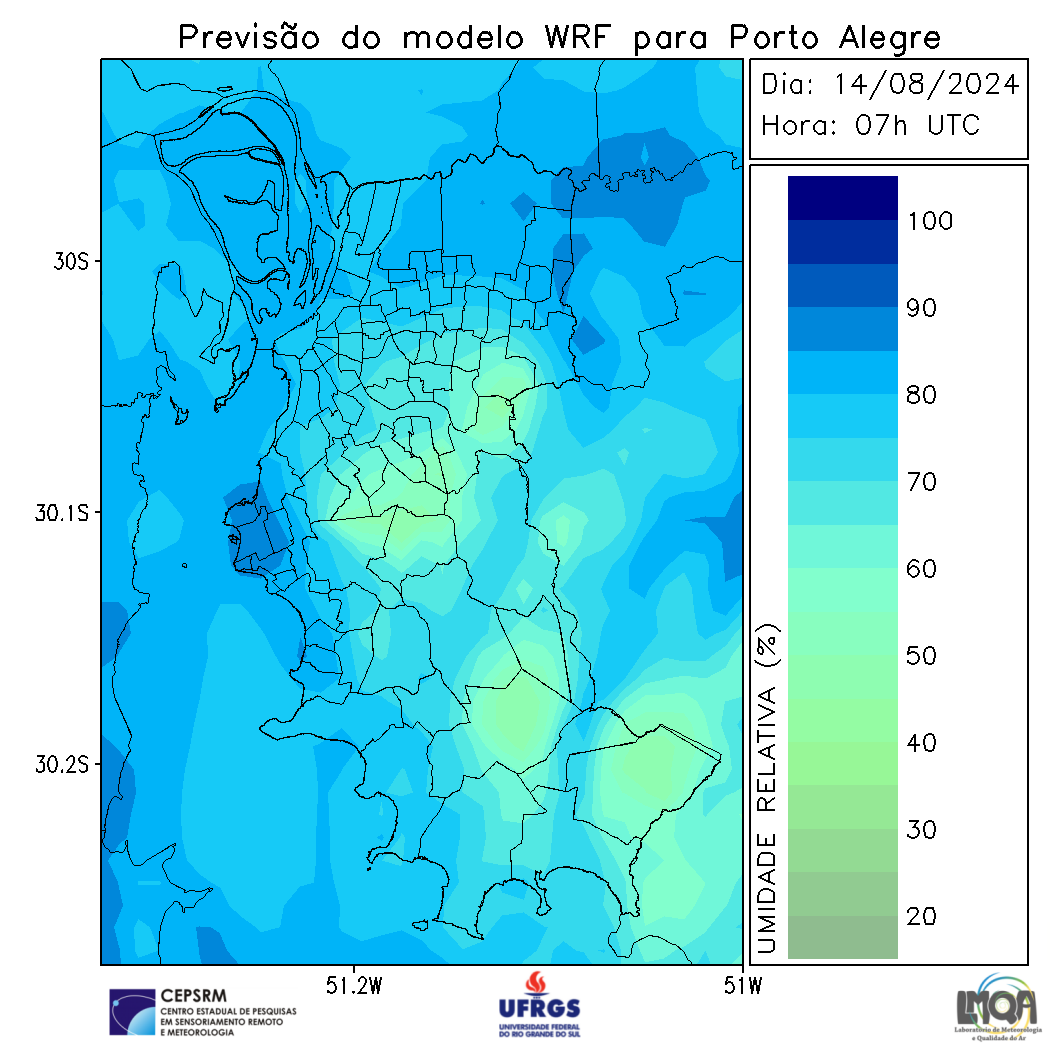 Previsão do modelo WRF para Porto Alegre
Dia: 14/08/2024
Hora: 07h UTC
100
90
80
70
60
50
40
30
20
UMIDADE RELATIVA (%)
30S
30.1S
30.2S
51.2W
51W
CEPSRM
CENTRO ESTADUAL DE PESQUISAS
EM SENSORIAMENTO REMOTO
E METEOROLOGIA
UFRGS
UNIVERSIDADE FEDERAL
DO RIO GRANDE DO SUL
LMQA
Laboratório de Meteorologia
e Qualidade do Ar